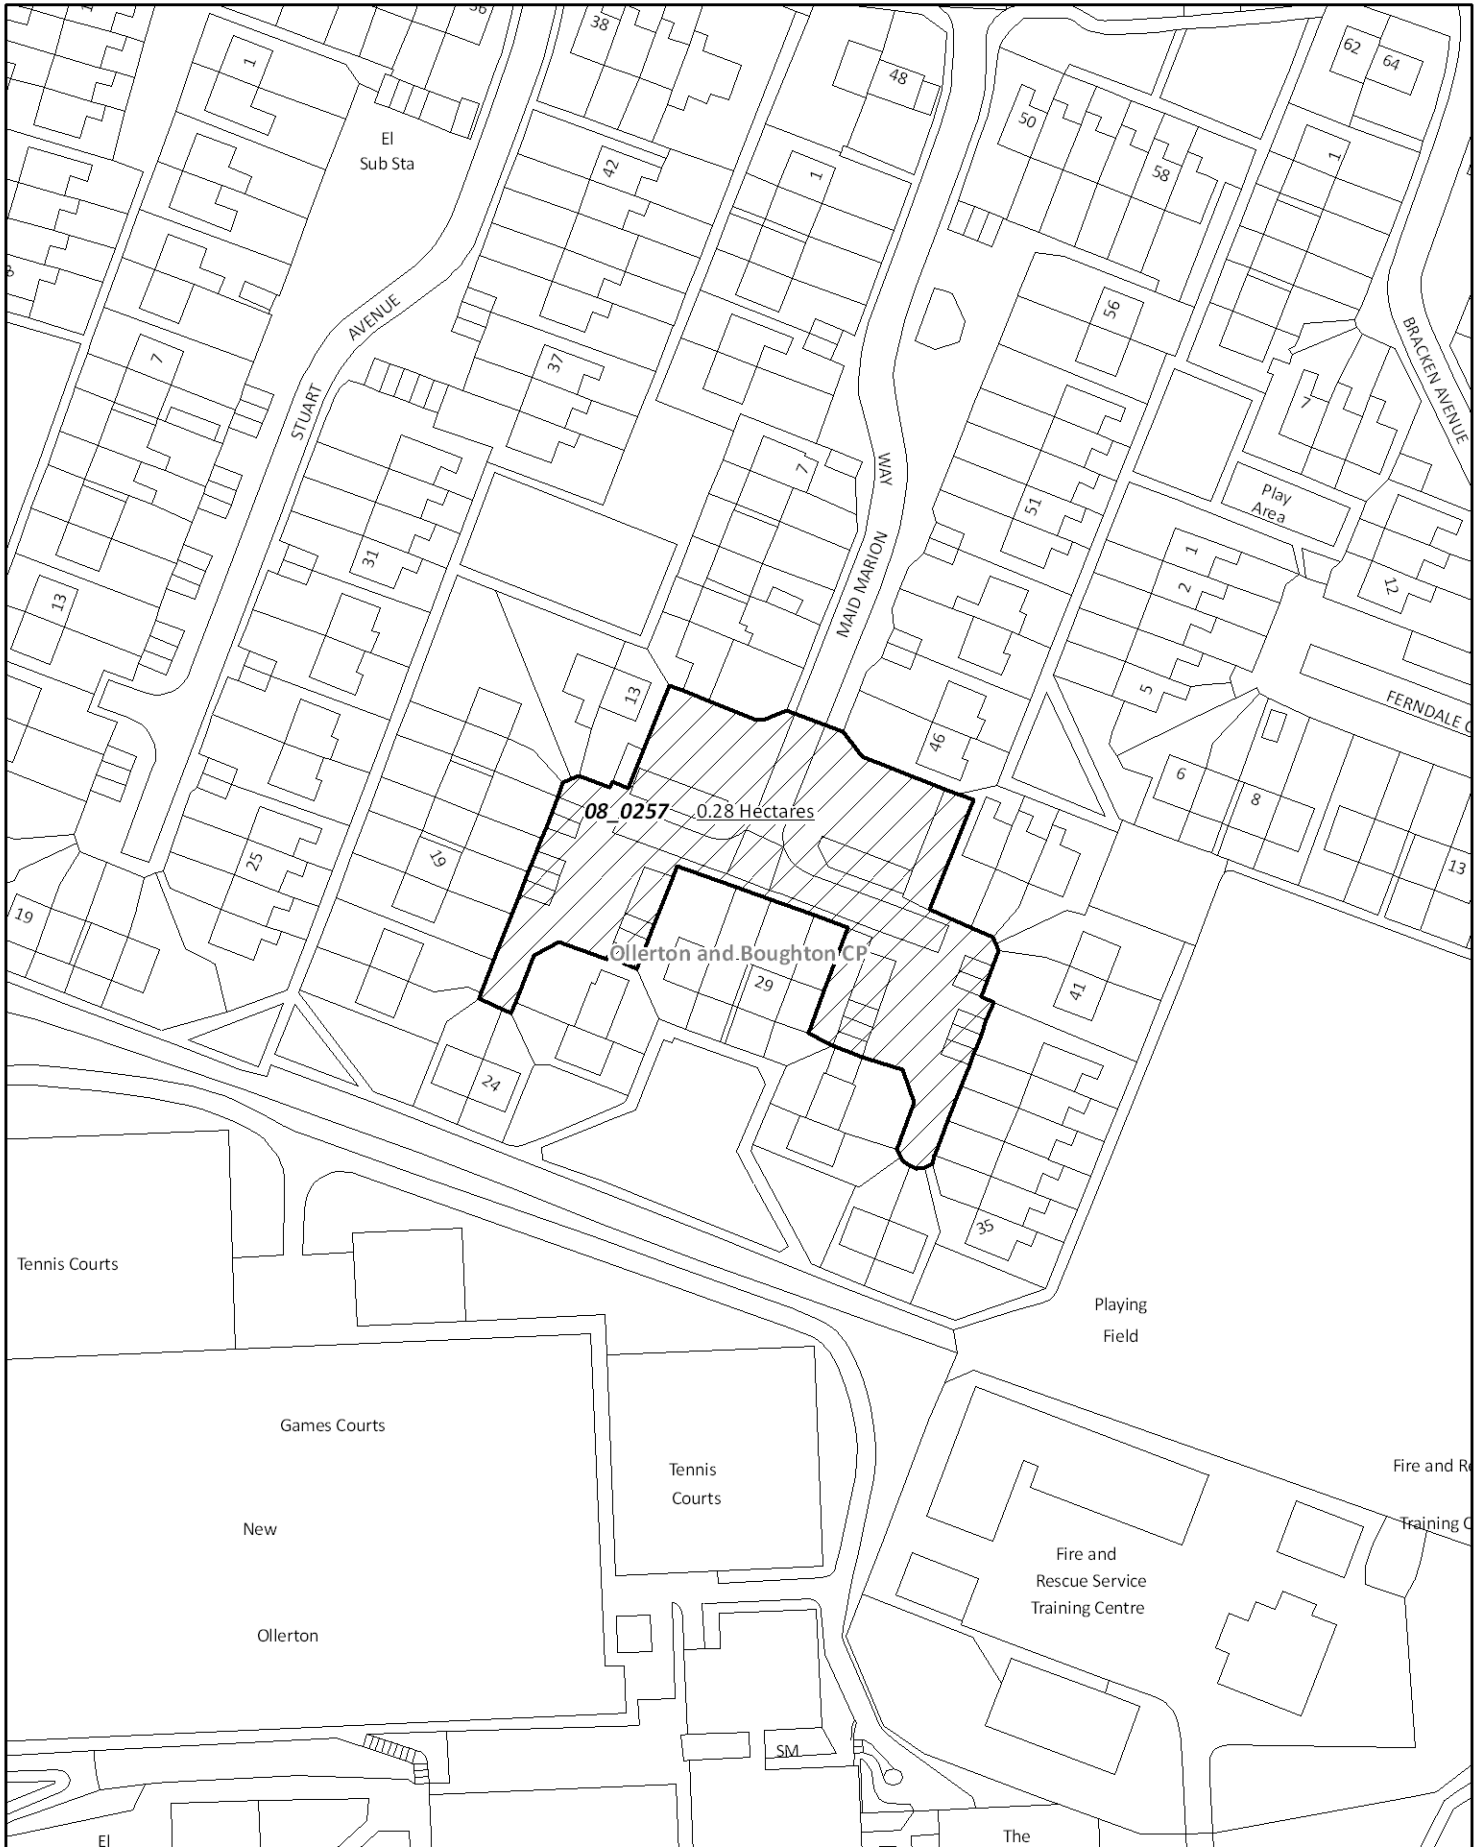 38
48
62
64
1
El
Sub Sta
50
58
42
1
1
56
AVENUE
7
37
STUART
BRACKEN AVENUE
7
7
WAY
51
Play
Area
31
1
2
12
13
MAID MARION
13
5
46
FERNDALE
6
8
08_0257
0.28 Hectares
19
25
13
19
Ollerton and Boughton CP
29
41
24
35
Tennis Courts
Playing
Field
Games Courts
Tennis
Courts
Fire and
New
Training
Fire and
Rescue Service
Training Centre
Ollerton
SM
El
The